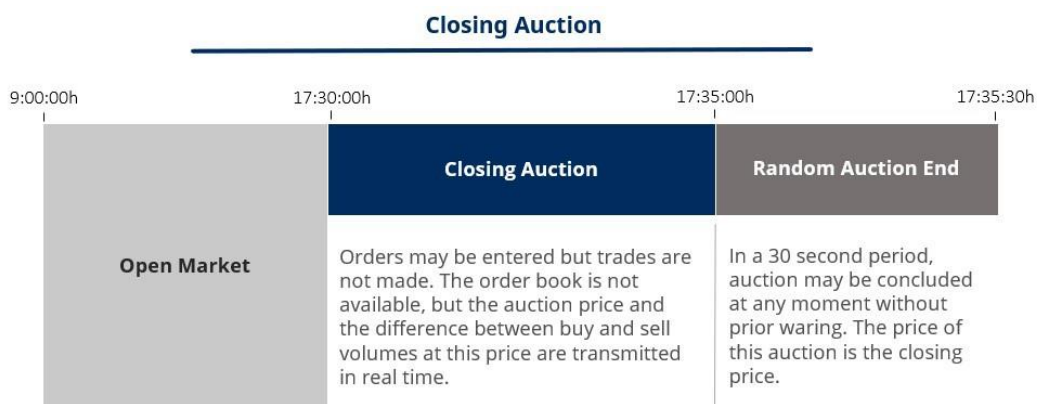 Closing Auction
9:00:00h
17:30:00h
17:35:00h
17:35:30h
Closing Auction
Random Auction End
Open Market
Orders may be entered but trades are
not made. The order book is not
available, but the auction price and
the difference between buy and sell
volumes at this price are transmitted
in real time.
In a 30 second period,
auction may be concluded
at any moment without
prior waring. The price of
this auction is the closing
price.